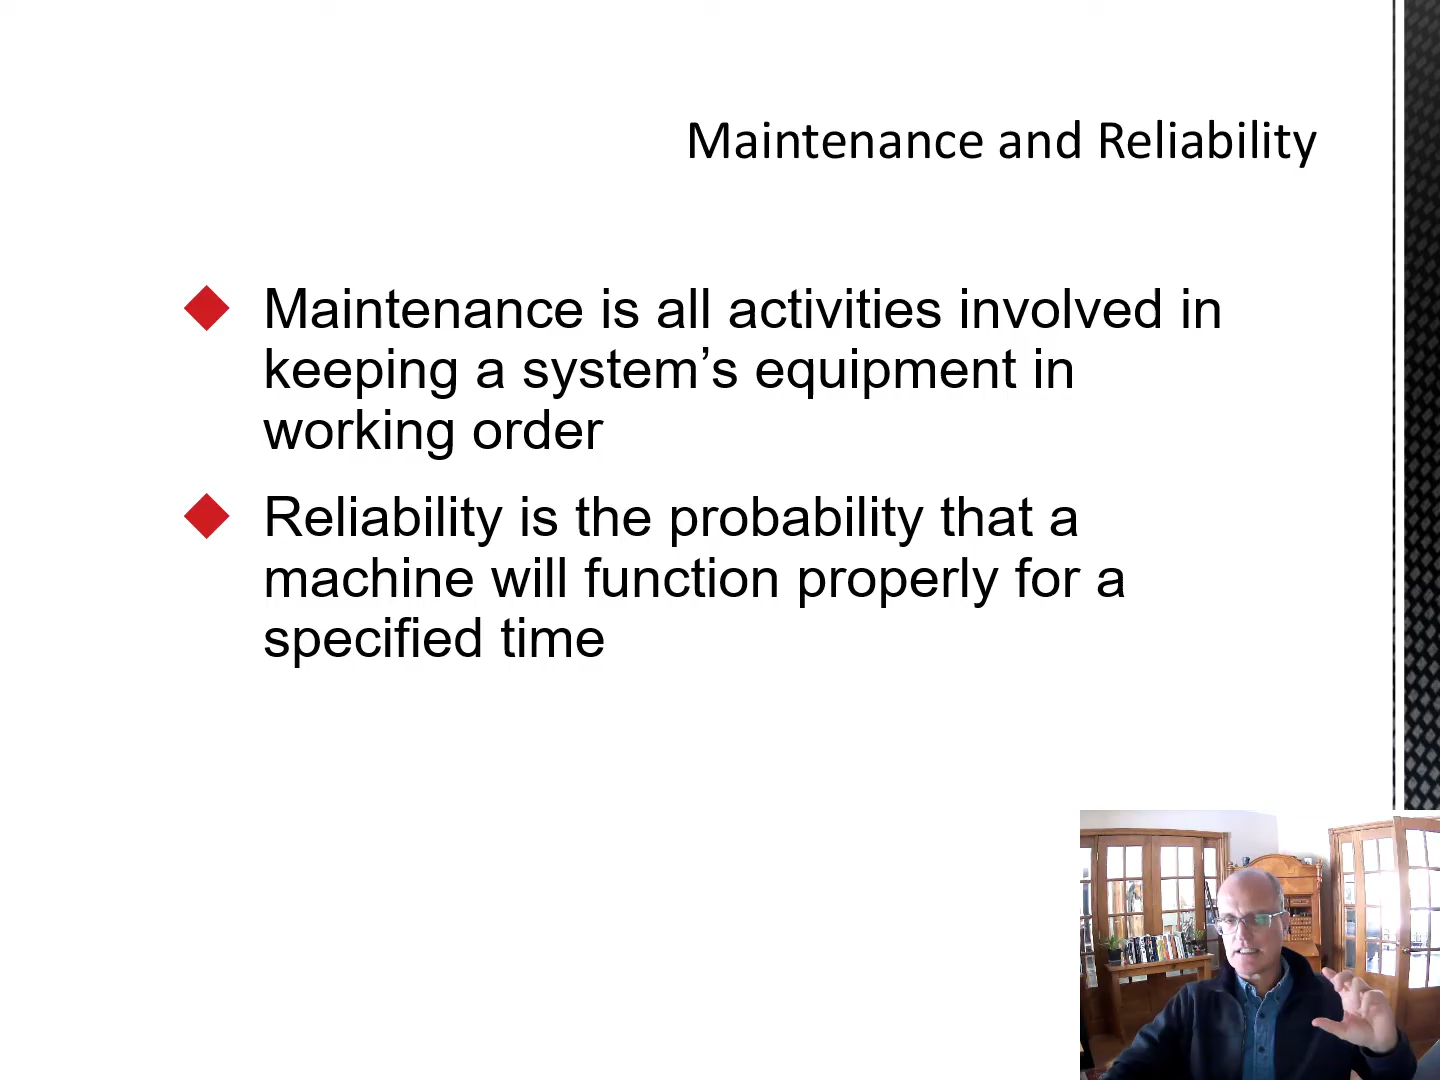 Maintenance and Reliability
Maintenance is all activities involved in
keeping a system’s equipment in
working order
Reliability is the probability that a
machine will function properly for a
specified time